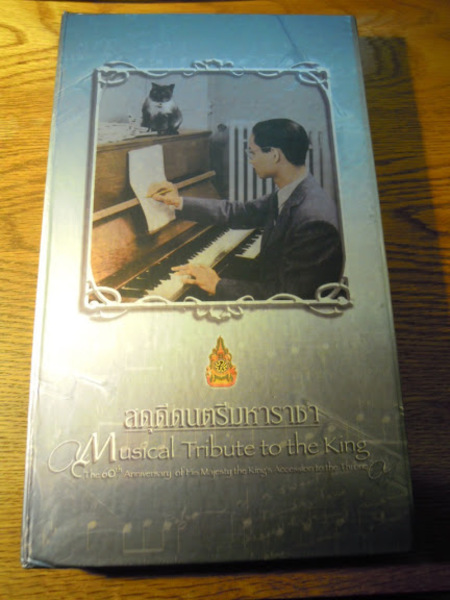 สดุดีดนตรีมหาราชา
Musical Tribute to the King
The 60th Anniversary of His Majesty the King's Accession to the Throne